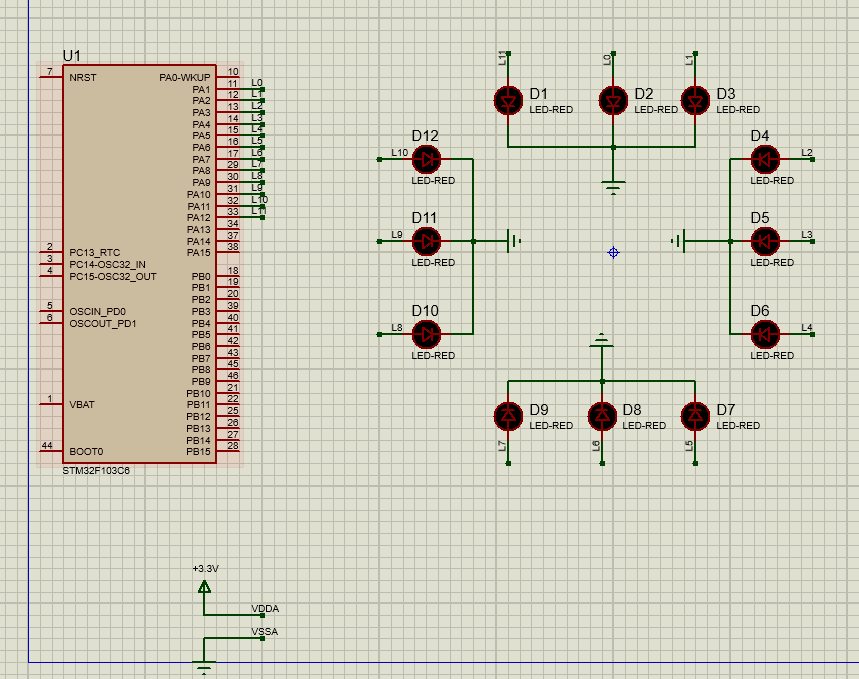 U1
7 NRST
PA0-WKUP 10
PA1 11 L0
PA2 12 L1
PA3 13 L2
PA4 14 L3
PA5 15 L4
PA6 16 L5
PA7 17 L6
PA8 29 L7
PA9 30 L8
PA10 31 L9
PA11 32 L10
PA12 33 L11
PA13 34
PA14 37
2 PC13_RTC PA15 38
3 PC14-OSC32_IN
4 PC15-OSC32_OUT PB0 18
PB1 19
PB2 20
5 OSCIN_PD0 PB3 39
6 OSCOUT_PD1 PB4 40
PB5 41
PB6 42
PB7 43
PB8 45
PB9 46
PB10 21
1 VBAT PB11 22
PB12 25
PB13 26
PB14 27
44 BOOT0 PB15 28
STM32F103C6
L11 L0 L1
D1 LED-RED
D2 LED-RED
D3 LED-RED
D12
L10
LED-RED
D4
L2
LED-RED
D11
L9
LED-RED
D5
L3
LED-RED
D10
L8
LED-RED
D6
L4
LED-RED
D9 LED-RED
D8 LED-RED
D7 LED-RED
L7 L6 L5
+3.3V
VDDA
VSSA